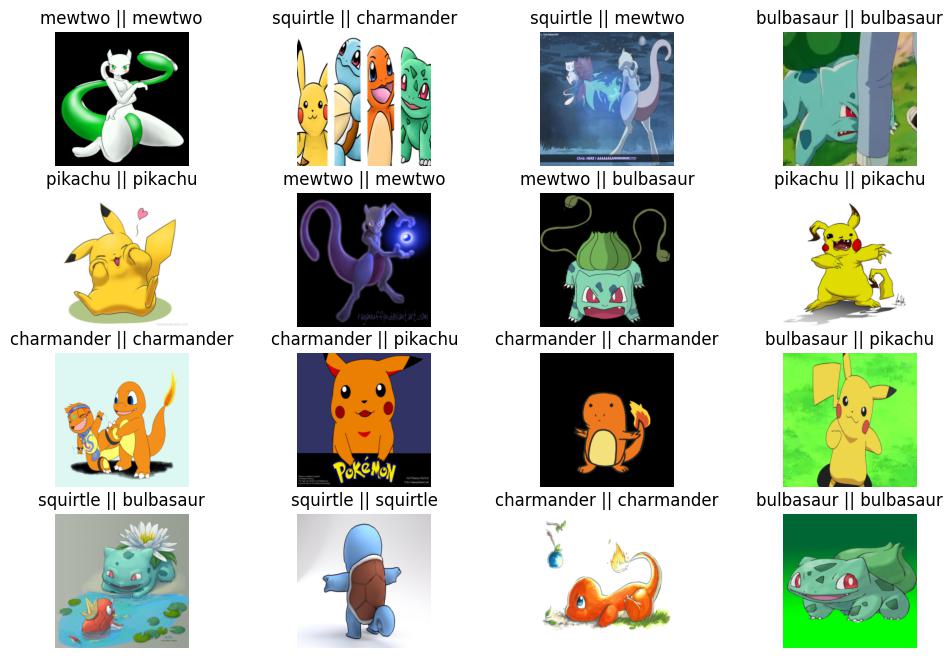 mewtwo || mewtwo
squirtle || charmander
squirtle || mewtwo
bulbasaur || bulbasaur
pikachu || pikachu
mewtwo || mewtwo
mewtwo || bulbasaur
pikachu || pikachu
charmander || charmander
charmander || pikachu
charmander || charmander
bulbasaur || pikachu
POKéMON
squirtle || bulbasaur
squirtle || squirtle
charmander || charmander
bulbasaur || bulbasaur